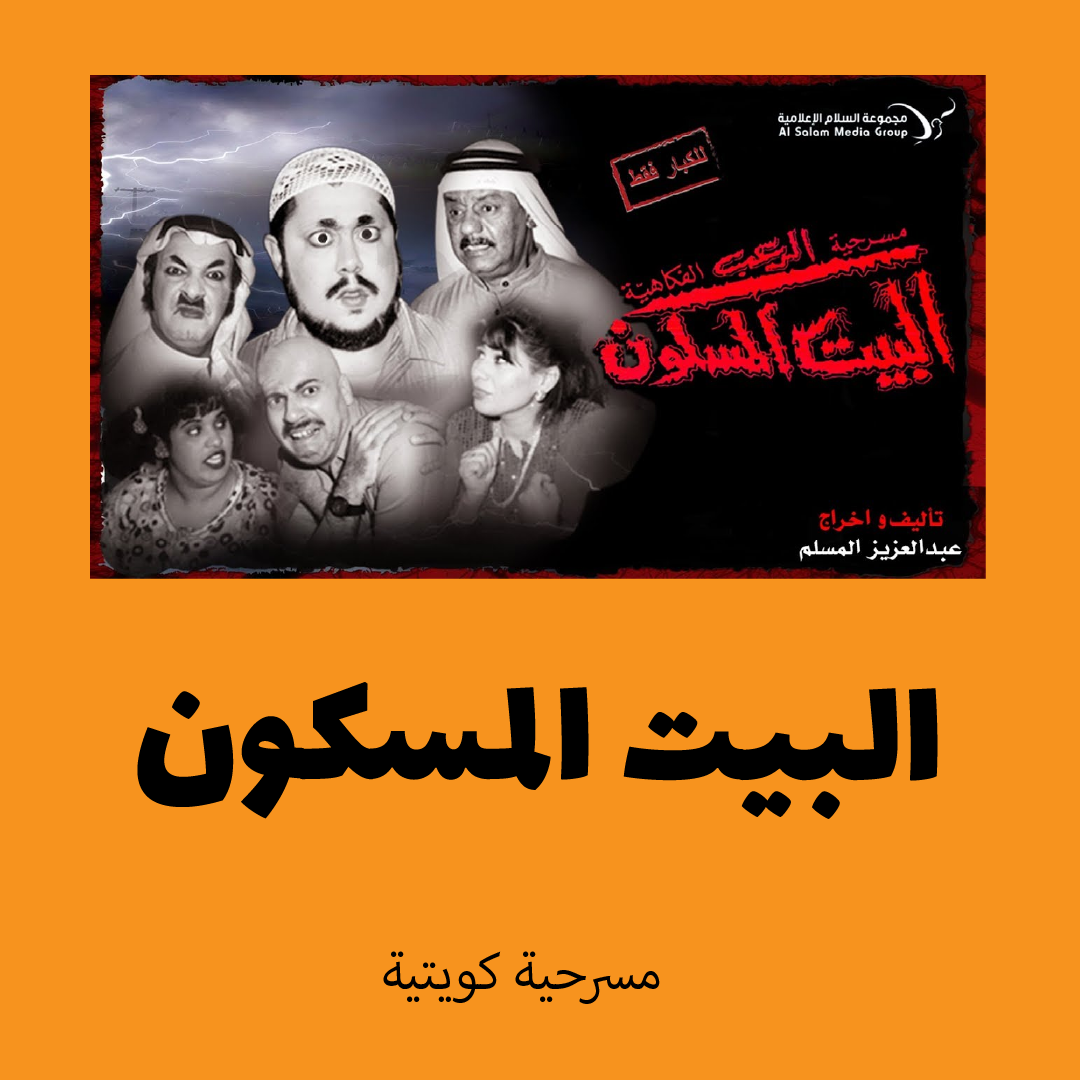 مجموعة السلام الإعلامية
Al Salam Media Group
للكبار فقط
مسرحية الرعب الفكاهية
البيت المسكون
تأليف و اخراج
عبدالعزيز المسلم
البيت المسكون
مسرحية كويتية